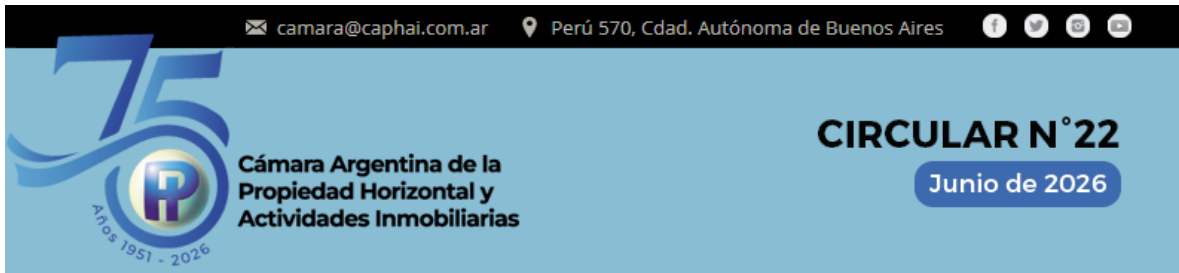 camara@caphai.com.ar Perú 570, Cdad. Autónoma de Buenos Aires
75
PH
Años 1951 - 2026
Cámara Argentina de la
Propiedad Horizontal y
Actividades Inmobiliarias
CIRCULAR N°22
Junio de 2026